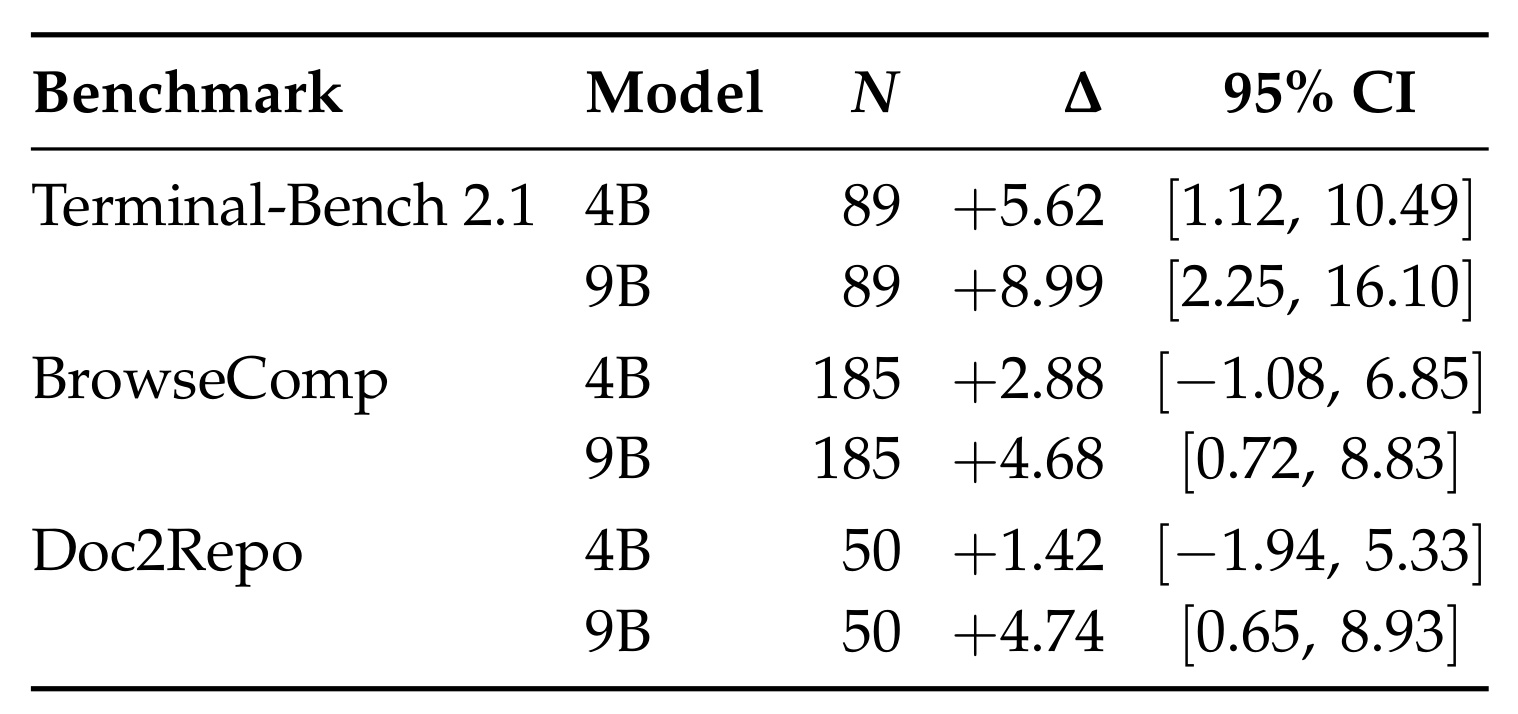 Benchmark Model N Δ 95% CI
Terminal-Bench 2.1 4B 89 +5.62 [1.12, 10.49]
9B 89 +8.99 [2.25, 16.10]
BrowseComp 4B 185 +2.88 [−1.08, 6.85]
9B 185 +4.68 [0.72, 8.83]
Doc2Repo 4B 50 +1.42 [−1.94, 5.33]
9B 50 +4.74 [0.65, 8.93]